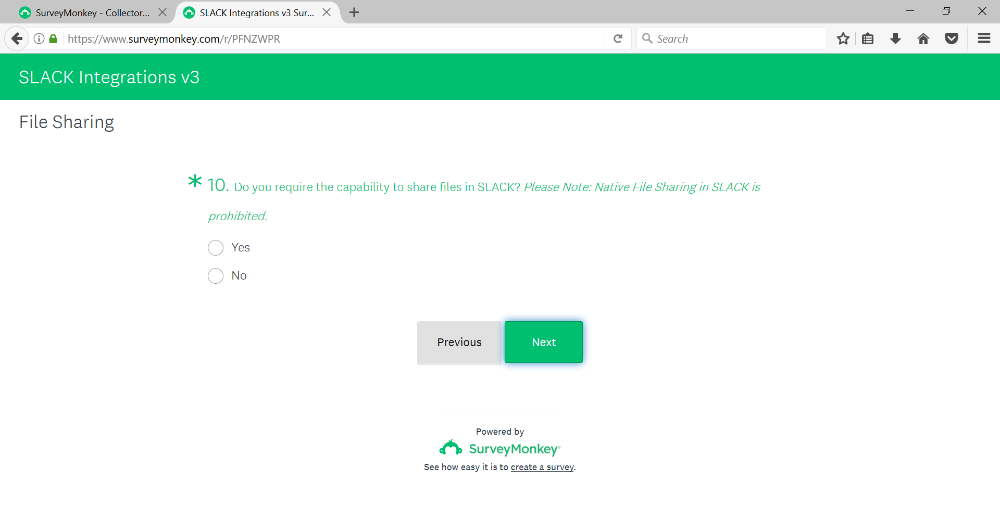 SurveyMonkey - Collector...
SLACK Integrations v3 Sur...
https://www.surveymonkey.com/r/PFNZWPR
Search
SLACK Integrations v3
File Sharing
* 10. Do you require the capability to share files in SLACK? Please Note: Native File Sharing in SLACK is
prohibited.
Yes
No
Previous
Next
Powered by
SurveyMonkey®
See how easy it is to create a survey.